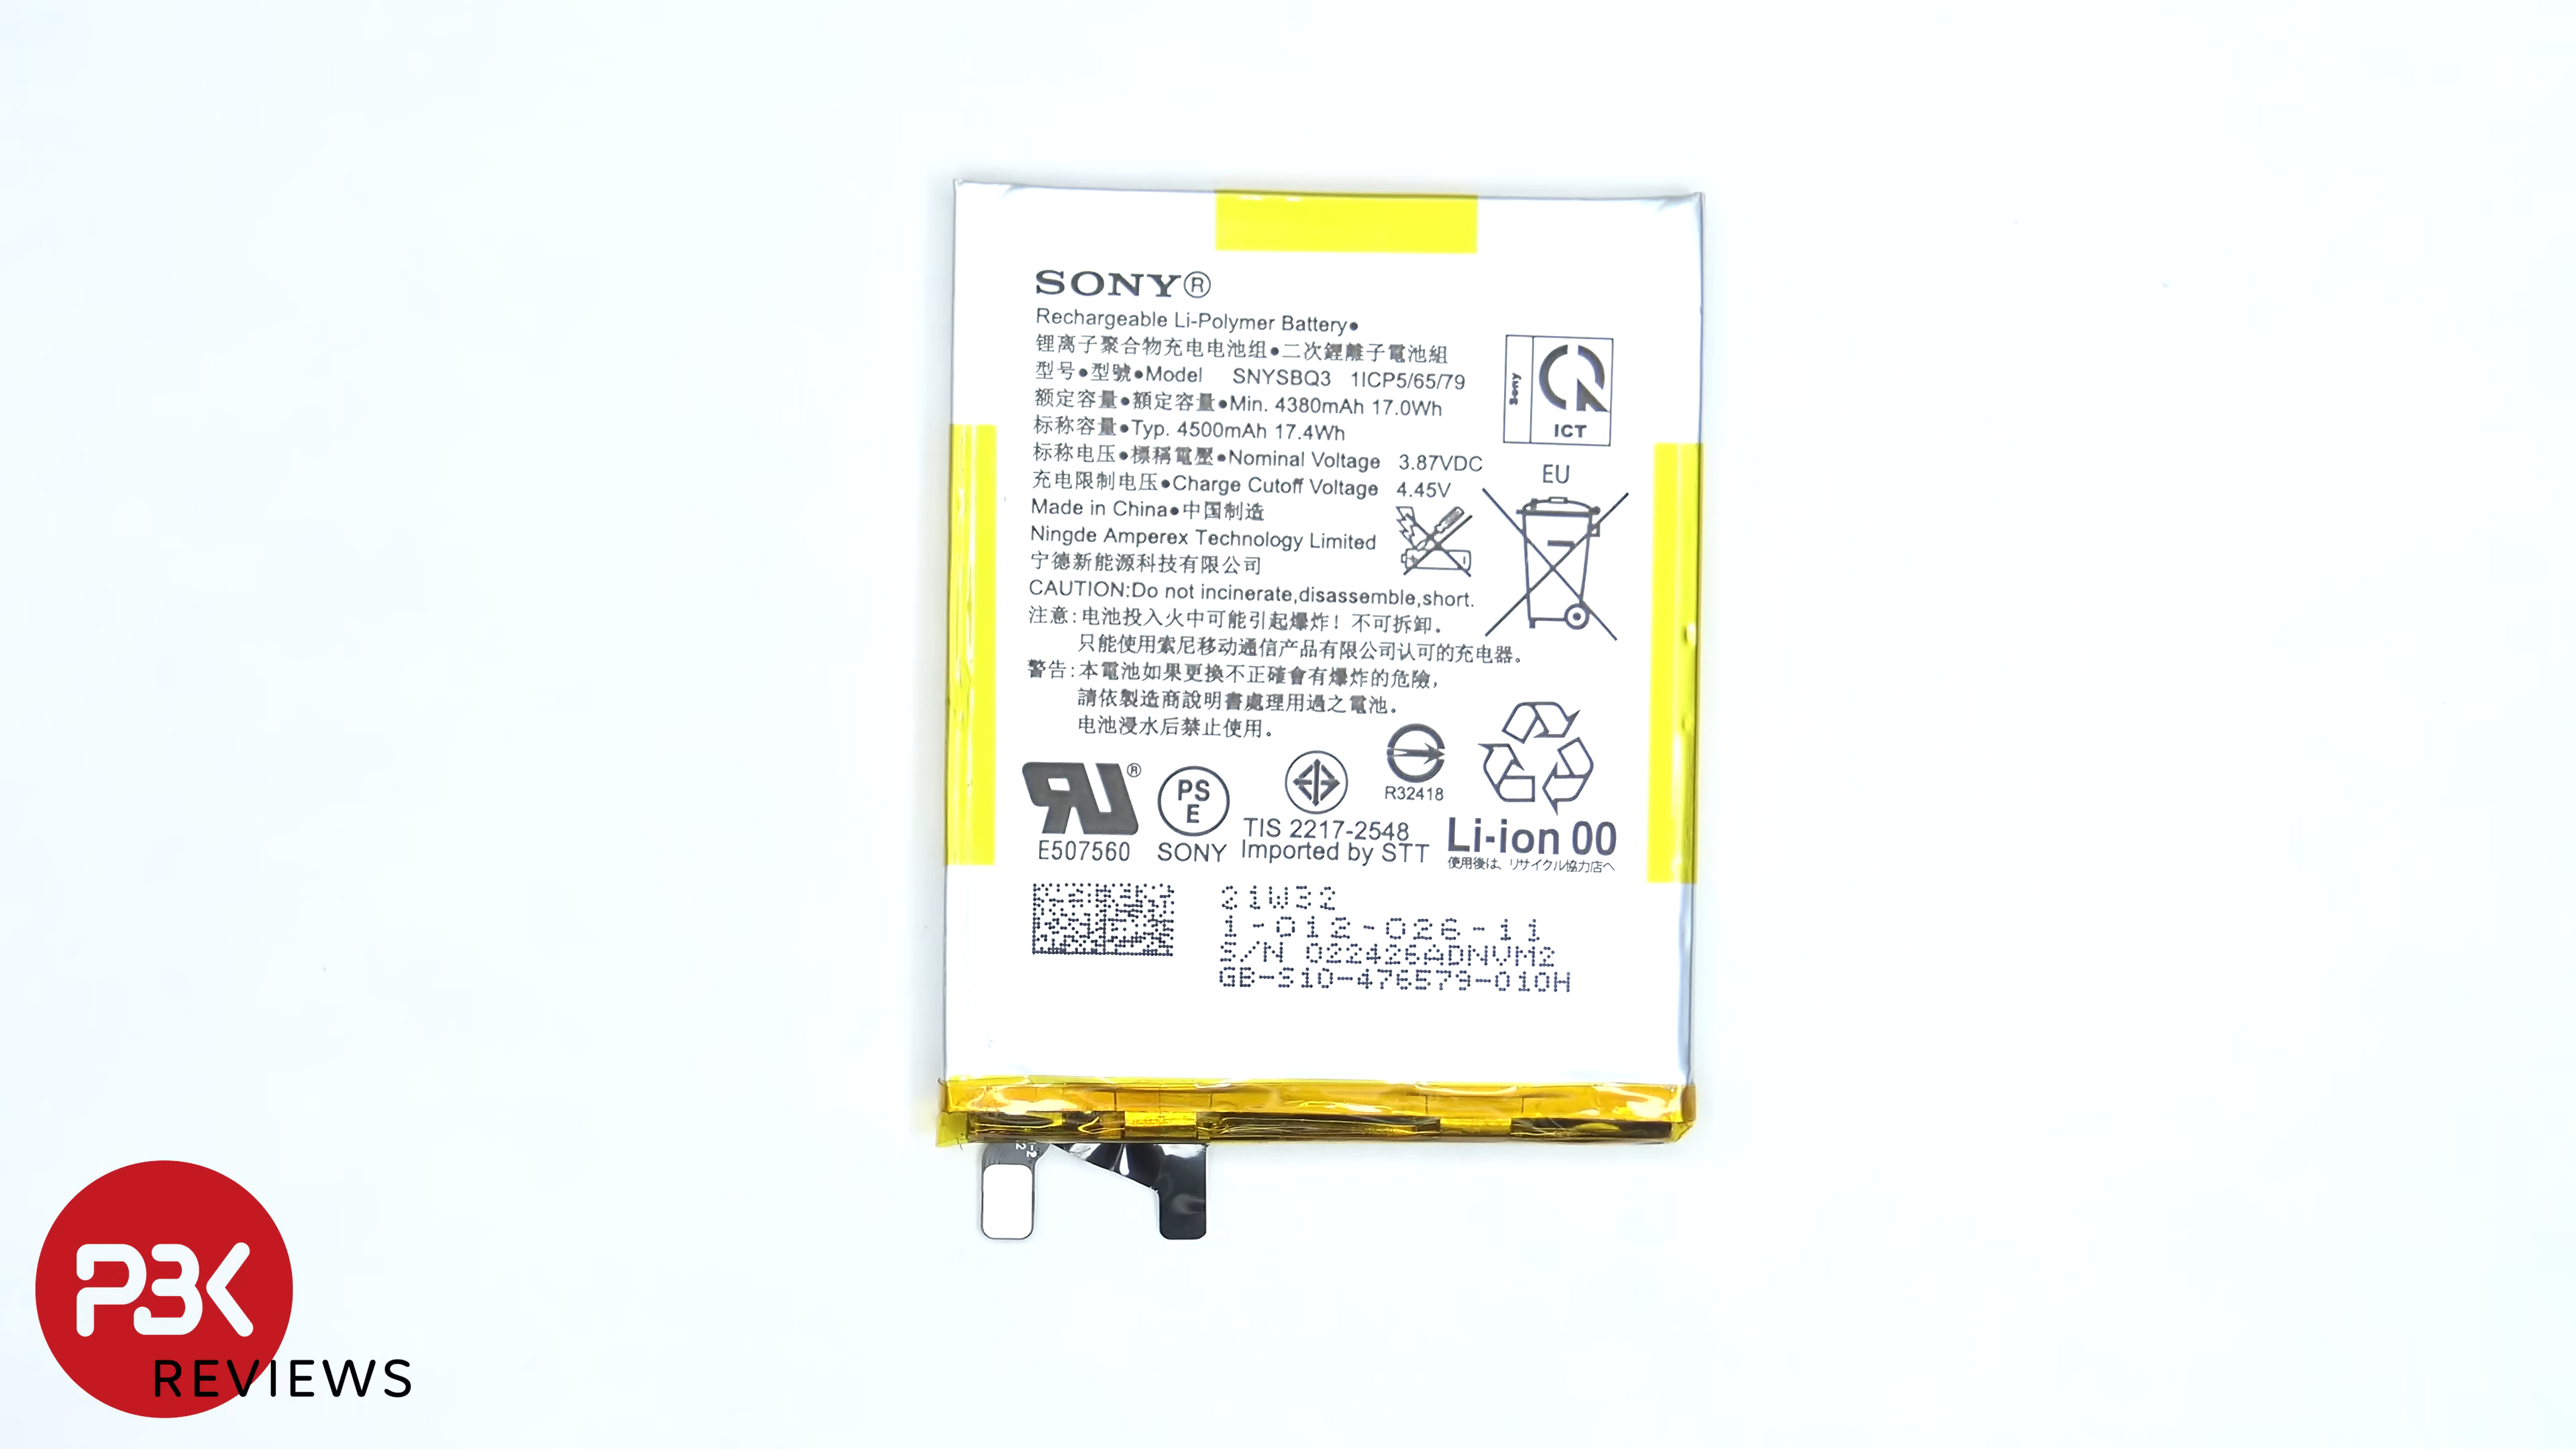 SONY®
Rechargeable Li-Polymer Battery●
锂离子聚合物充电电池组●二次鋰離子電池組
型号●型號●Model SNYSBQ3 1ICP5/65/79
额定容量●額定容量●Min. 4380mAh 17.0Wh
标称容量●Typ. 4500mAh 17.4Wh
标称电压●標稱電壓●Nominal Voltage 3.87VDC
充电限制电压●Charge Cutoff Voltage 4.45V
Made in China●中国制造
Ningde Amperex Technology Limited
宁德新能源科技有限公司
CAUTION:Do not incinerate,disassemble,short.
注意:电池投入火中可能引起爆炸!不可拆卸。
只能使用索尼移动通信产品有限公司认可的充电器。
警告:本電池如果更換不正確會有爆炸的危險,
請依製造商說明書處理用過之電池。
电池浸水后禁止使用。
Sony
ICT
EU
R32418
®
PS
E
E507560
SONY
TIS 2217-2548
Imported by STT
Li-ion 00
使用後は、リサイクル協力店へ
21W32
1-012-026-11
S/N 022426ADNVM2
GB-S10-476579-010H
P3K
REVIEWS